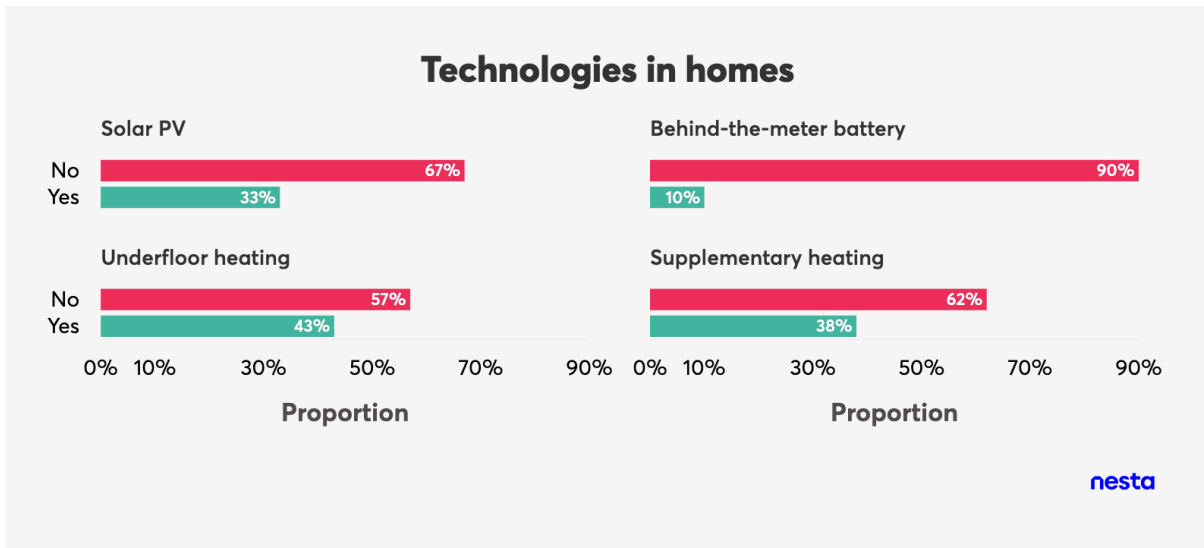 Technologies in homes
Solar PV
No 67%
Yes 33%
Behind-the-meter battery
90%
10%
Underfloor heating
No 57%
Yes 43%
0% 10% 30% 50% 70% 90%
Proportion
Supplementary heating
62%
38%
0% 10% 30% 50% 70% 90%
Proportion
nesta